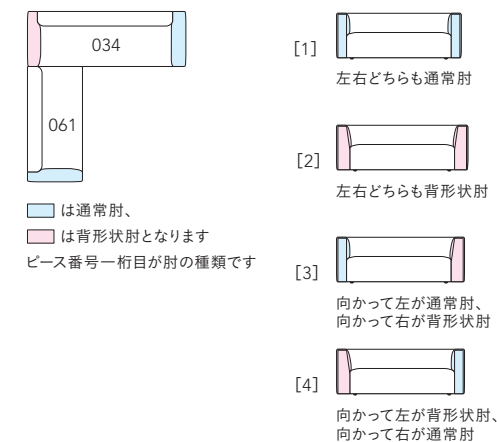 034
061
は通常肘、
は背形状肘となります
ピース番号一桁目が肘の種類です
[1]
左右どちらも通常肘
[2]
左右どちらも背形状肘
[3]
向かって左が通常肘、
向かって右が背形状肘
[4]
向かって左が背形状肘、
向かって右が通常肘